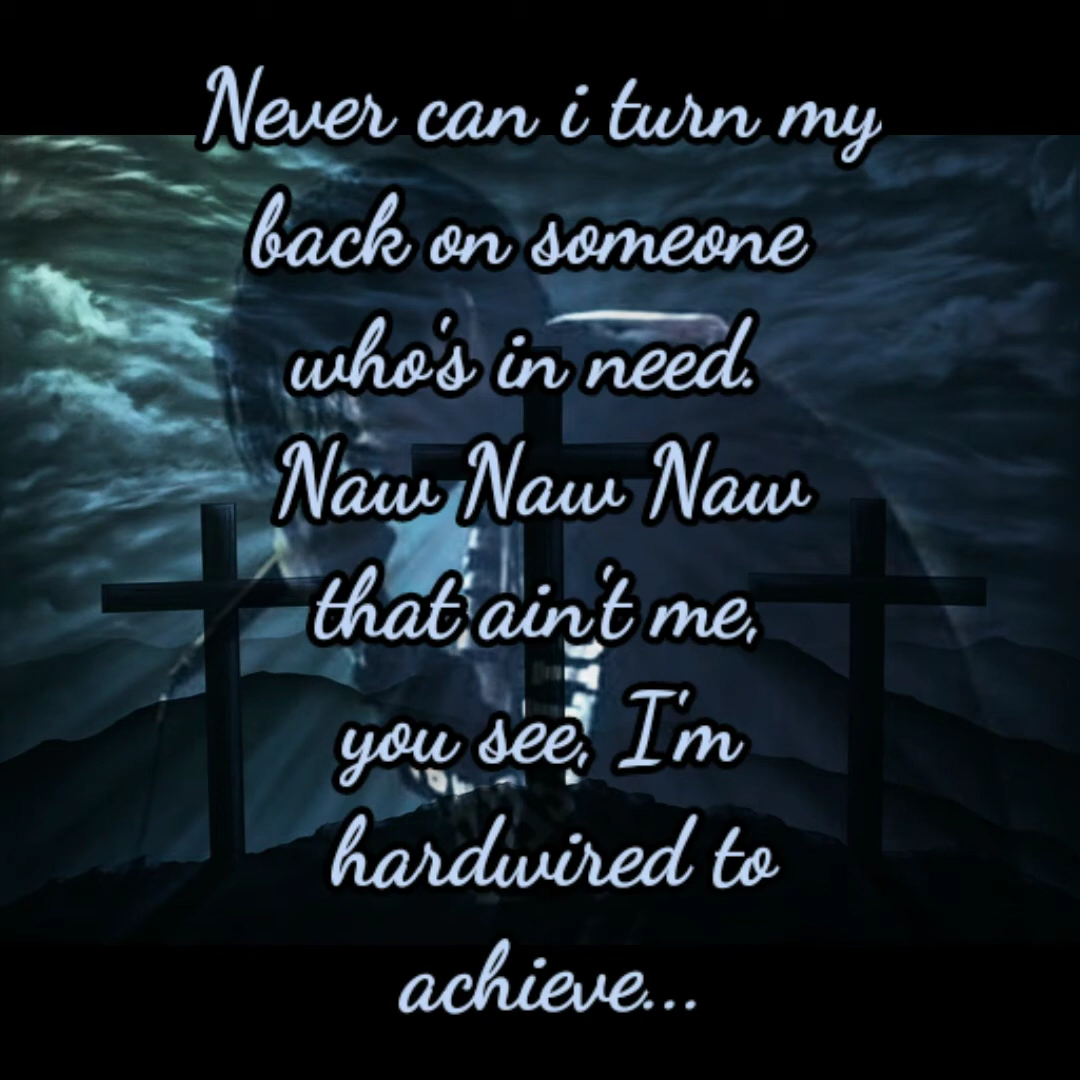 Never can i turn my
back on someone
who's in need.
Naw Naw Naw
that ain't me,
you see, I'm
hardwired to
achieve...